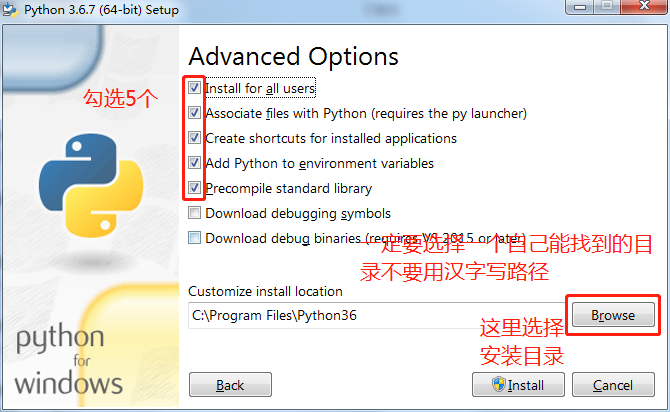 Python 3.6.7 (64-bit) Setup
Advanced Options
勾选5个
Install for all users
Associate files with Python (requires the py launcher)
Create shortcuts for installed applications
Add Python to environment variables
Precompile standard library
Download debugging symbols
Download debug binaries (requires VS 2015 or later)
一定要选择一个自己能找到的目
录不要用汉字写路径
Customize install location
C:\Program Files\Python36
Browse
这里选择
安装目录
python
for
windows
Back
Install
Cancel